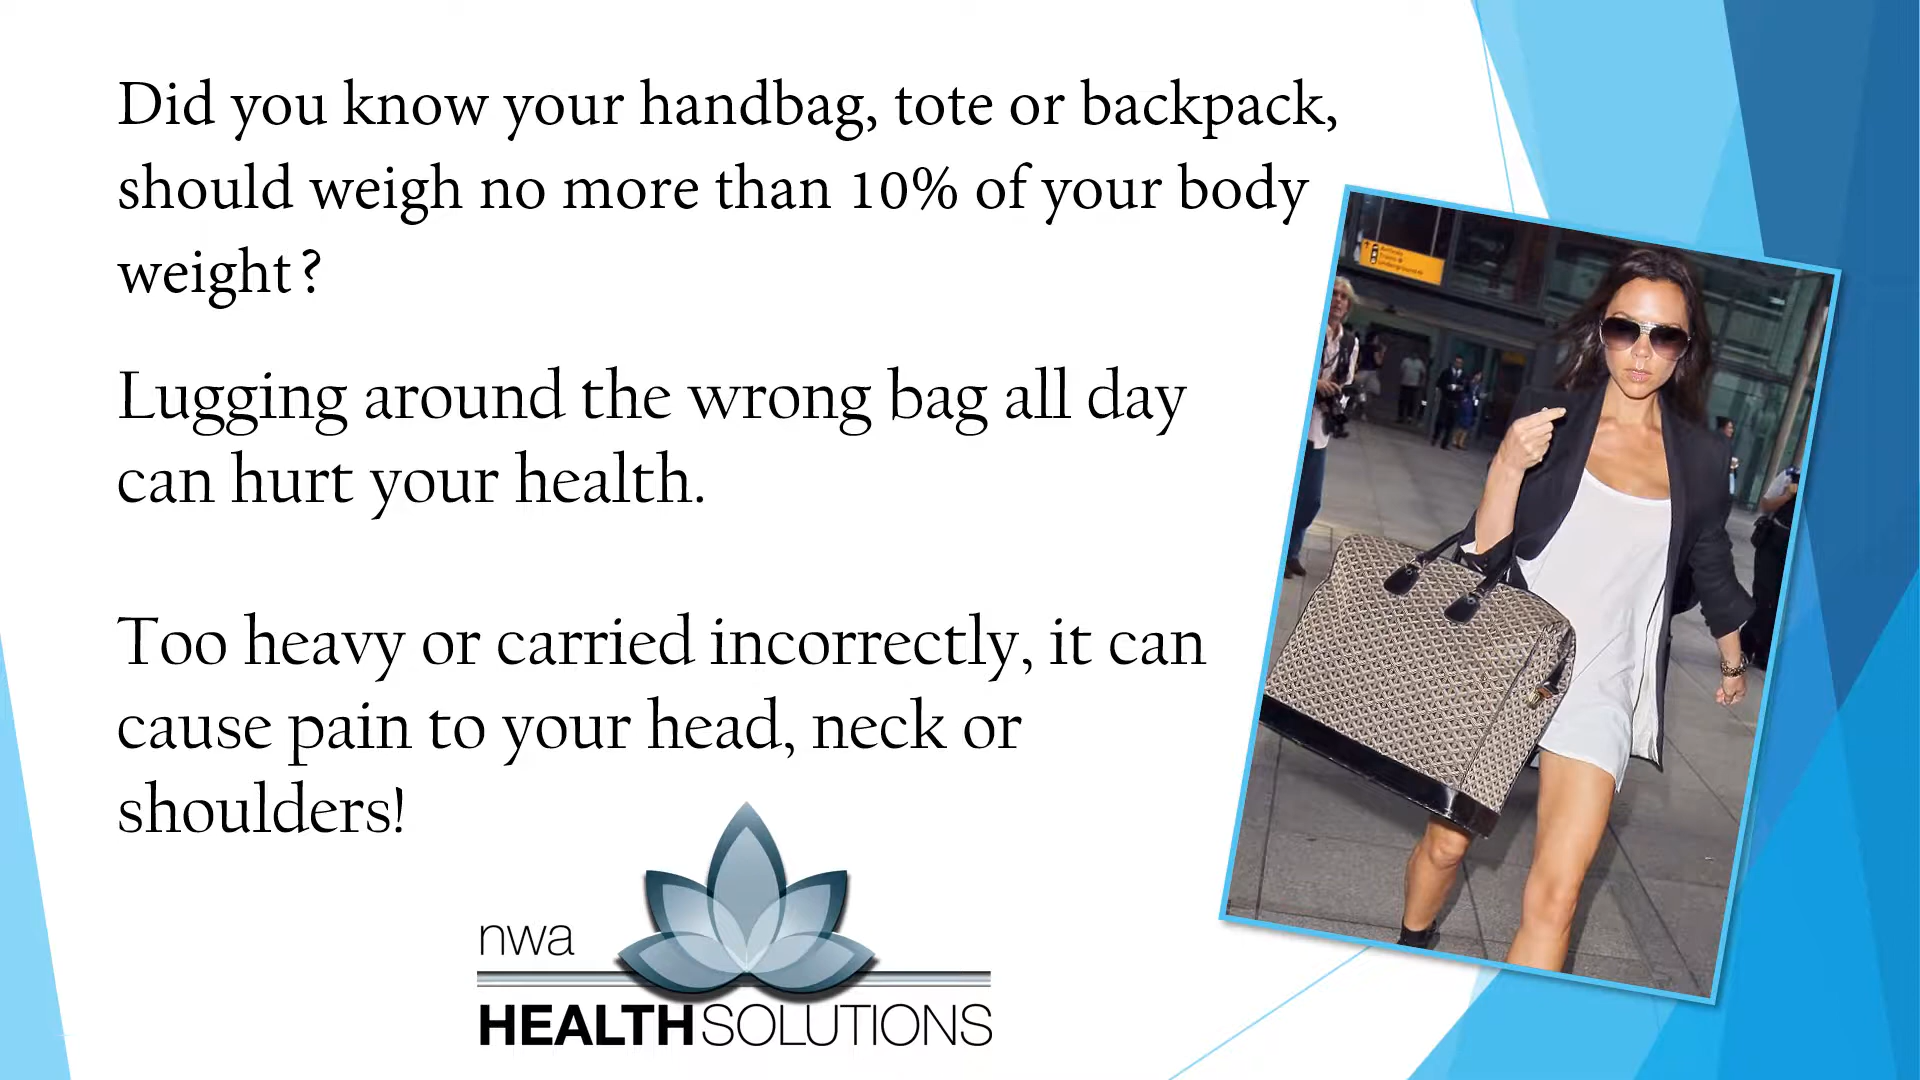 Did you know your handbag, tote or backpack,
should weigh no more than 10% of your body
weight?
Lugging around the wrong bag all day
can hurt your health.
Too heavy or carried incorrectly, it can
cause pain to your head, neck or
shoulders!
nwa
HEALTHSOLUTIONS